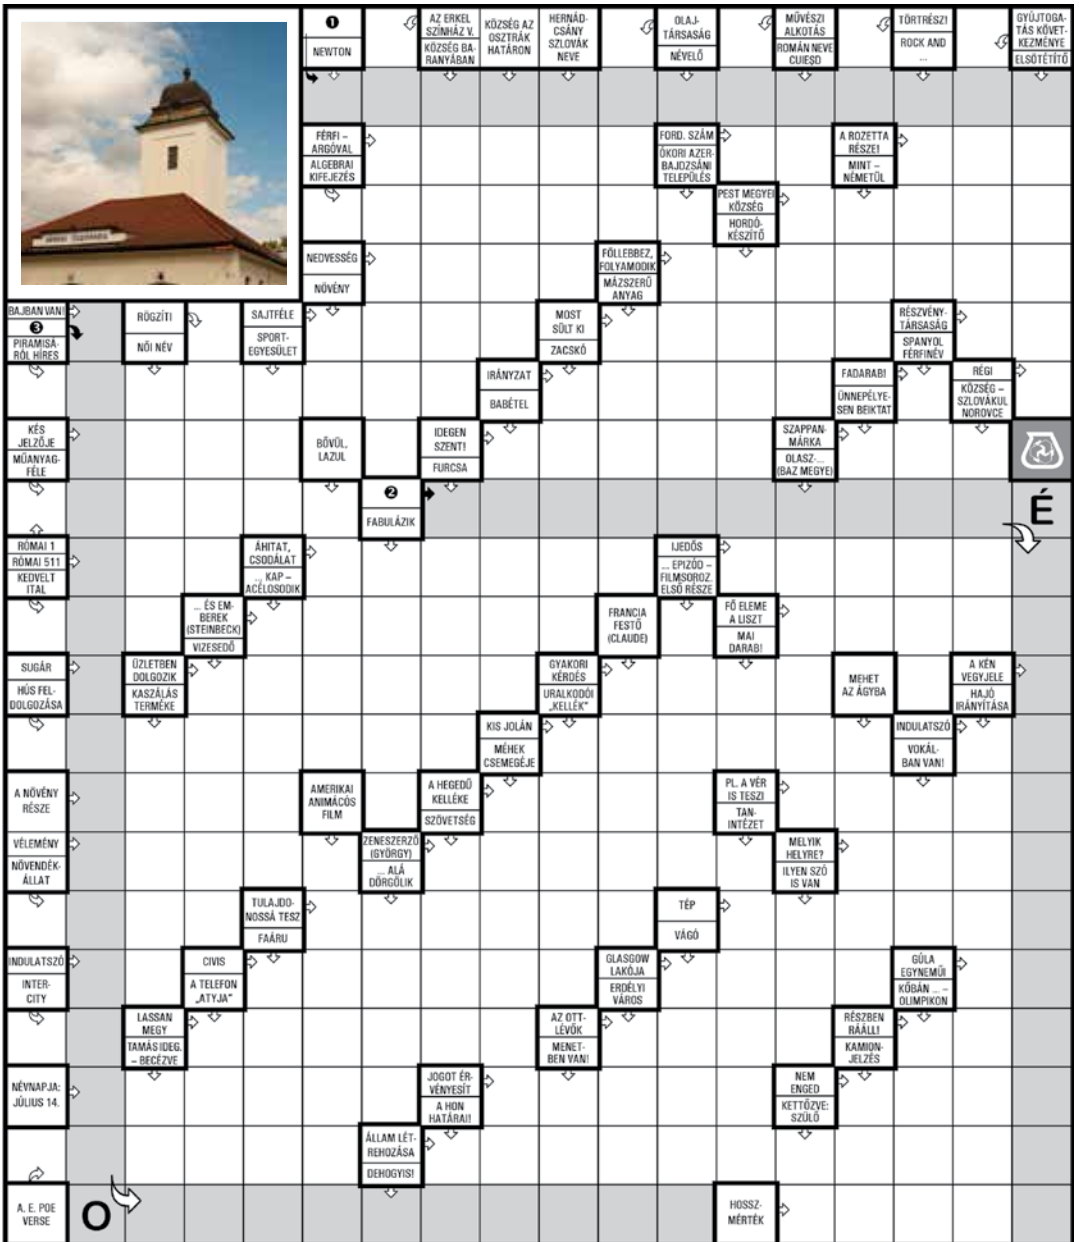 ❶
NEWTON
AZ ERKEL
SZÍNHÁZ V.
KÖZSÉG BA-
RANYÁBAN
KÖZSÉG AZ
OSZTRÁK
HATÁRON
HERNÁD-
CSÁNY
SZLOVÁK
NEVE
OLAJ-
TÁRSASÁG
NÉVELŐ
MŰVÉSZI
ALKOTÁS
ROMÁN NEVE
CUIESD
TÖRTRÉSZ!
ROCK AND
...
GYÚJTOGA-
TÁS KÖVET-
KEZMÉNYE
ELSÖTÉTÍTŐ
FÉRFI –
ARGÓVAL
ALGEBRAI
KIFEJEZÉS
FORD. SZÁM
ÓKORI AZER-
BAJDZSÁNI
TELEPÜLÉS
A ROZETTA
RÉSZE!
MINT –
NÉMETÜL
PEST MEGYEI
KÖZSÉG
HORDÓ-
KÉSZÍTŐ
NEDVESSÉG
NÖVÉNY
FÖLLEBBEZ,
FOLYAMODIK
MÁZSZERŰ
ANYAG
BAJBAN VAN!
❸
PIRAMISÁ-
RÓL HÍRES
RÖGZÍTI
NŐI NÉV
SAJTFÉLE
SPORT-
EGYESÜLET
MOST
SÜLT KI
ZACSKÓ
RÉSZVÉNY-
TÁRSASÁG
SPANYOL
FÉRFINÉV
IRÁNYZAT
BABÉTEL
FADARAB!
ÜNNEPÉLYE-
SEN BEIKTAT
RÉGI
KÖZSÉG –
SZLOVÁKUL
NOROVCE
KÉS
JELZŐJE
MŰANYAG-
FÉLE
BŐVÜL,
LAZUL
IDEGEN
SZENT!
FURCSA
SZAPPAN-
MÁRKA
OLASZ-...
(BAZ MEGYE)
❷
FABULÁZIK
É
RÓMAI 1
RÓMAI 511
KEDVELT
ITAL
ÁHITAT,
CSODÁLAT
... KAP –
ACÉLOSODIK
IJEDŐS
... EPIZÓD –
FILMSOROZ.
ELSŐ RÉSZE
... ÉS EM-
BEREK
(STEINBECK)
VIZESEDŐ
FRANCIA
FESTŐ
(CLAUDE)
FŐ ELEME
A LISZT
MAI
DARAB!
SUGÁR
HÚS FEL-
DOLGOZÁSA
ÜZLETBEN
DOLGOZIK
KASZÁLÁS
TERMÉKE
GYAKORI
KÉRDÉS
URALKODÓI
„KELLÉK”
MEHET
AZ ÁGYBA
A KÉN
VEGYJELE
HAJÓ
IRÁNYÍTÁSA
KIS JOLÁN
MÉHEK
CSEMEGÉJE
INDULATSZÓ
VOKÁL-
BAN VAN!
A NÖVÉNY
RÉSZE
AMERIKAI
ANIMÁCIÓS
FILM
A HEGEDŰ
KELLÉKE
SZÖVETSÉG
PL. A VÉR
IS TESZI
TAN-
INTÉZET
VÉLEMÉNY
NÖVENDÉK-
ÁLLAT
ZENESZERZŐ
(GYÖRGY)
... ALÁ
DÖRGÖLIK
MELYIK
HELYRE?
ILYEN SZÓ
IS VAN
TULAJDO-
NOSSÁ TESZ
FAÁRU
TÉP
VÁGÓ
INDULATSZÓ
INTER-
CITY
CIVIS
A TELEFON
„ATYJA”
GLASGOW
LAKÓJA
ERDÉLYI
VÁROS
GÚLA
EGYNEMŰI
KŐBÁN ... –
OLIMPIKON
LASSAN
MEGY
TAMÁS IDEG.
– BECÉZVE
AZ OTT-
LÉVŐK
MENET-
BEN VAN!
RÉSZBEN
RÁÁLL!
KAMION-
JELZÉS
NÉVNAPJA:
JÚLIUS 14.
JOGOT ÉR-
VÉNYESÍT
A HON
HATÁRAI!
NEM
ENGED
KETTŐZVE:
SZÜLŐ
ÁLLAM LÉT-
REHOZÁSA
DEHOGYIS!
A. E. POE
VERSE
O
HOSSZ-
MÉRTÉK